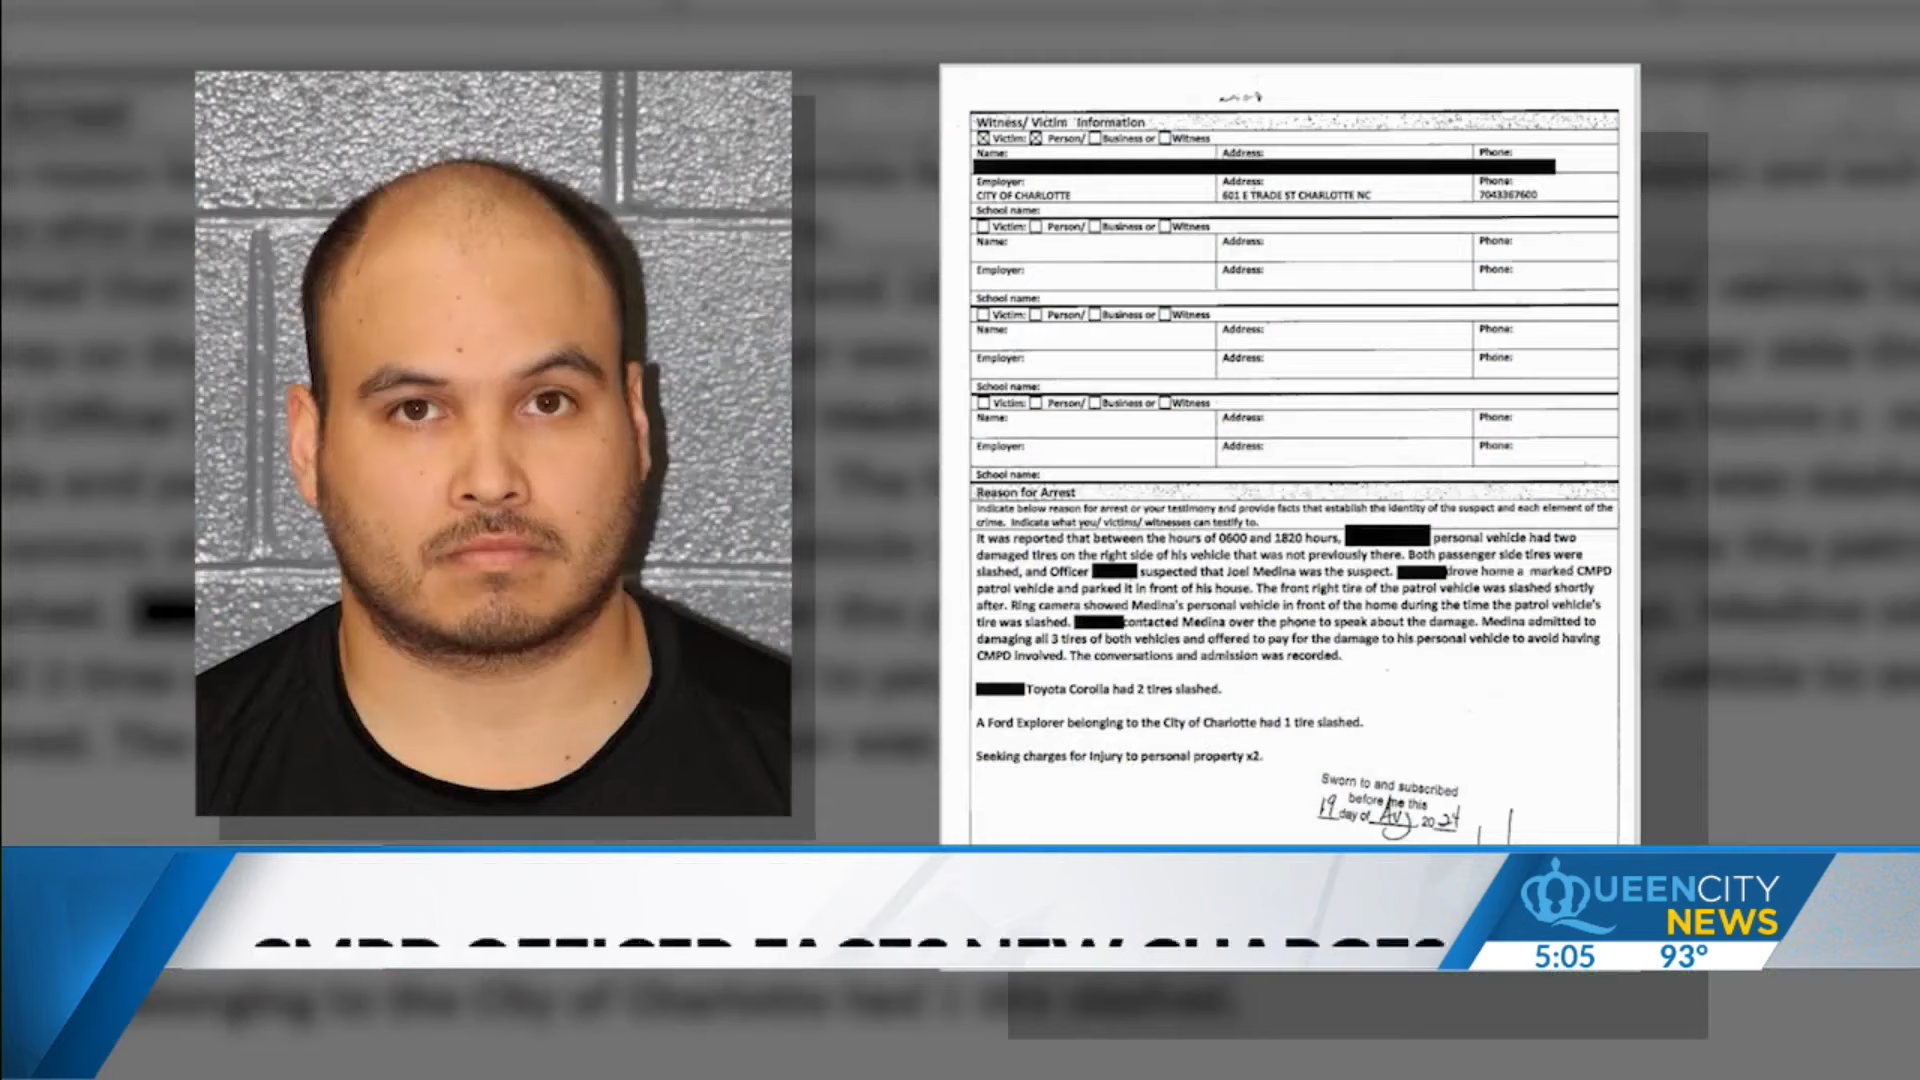 Witness/ Victim Information
Victim: Person/ Business or Witness
Name: Address: Phone:
Employer: Address: Phone:
CITY OF CHARLOTTE 601 E TRADE ST CHARLOTTE NC 7043367600
School name:
Victim: Person/ Business or Witness
Name: Address: Phone:
Employer: Address: Phone:
School name:
Victim: Person/ Business or Witness
Name: Address: Phone:
Employer: Address: Phone:
School name:
Victim: Person/ Business or Witness
Name: Address: Phone:
Employer: Address: Phone:
School name:
Reason for Arrest
Indicate below reason for arrest or your testimony and provide facts that establish the identity of the suspect and each element of the
crime. Indicate what you/ victims/ witnesses can testify to.
It was reported that between the hours of 0600 and 1820 hours, personal vehicle had two
damaged tires on the right side of his vehicle that was not previously there. Both passenger side tires were
slashed, and Officer suspected that Joel Medina was the suspect. drove home a marked CMPD
patrol vehicle and parked it in front of his house. The front right tire of the patrol vehicle was slashed shortly
after. Ring camera showed Medina's personal vehicle in front of the home during the time the patrol vehicle's
tire was slashed. contacted Medina over the phone to speak about the damage. Medina admitted to
damaging all 3 tires of both vehicles and offered to pay for the damage to his personal vehicle to avoid having
CMPD involved. The conversations and admission was recorded.
Toyota Corolla had 2 tires slashed.
A Ford Explorer belonging to the City of Charlotte had 1 tire slashed.
Seeking charges for Injury to personal property x2.
Sworn to and subscribed
before me this
19 day of Aug 2024
QUEENCITY
NEWS
5:05 93°
belonging to the City of Charlotte had 1 tire slashed.